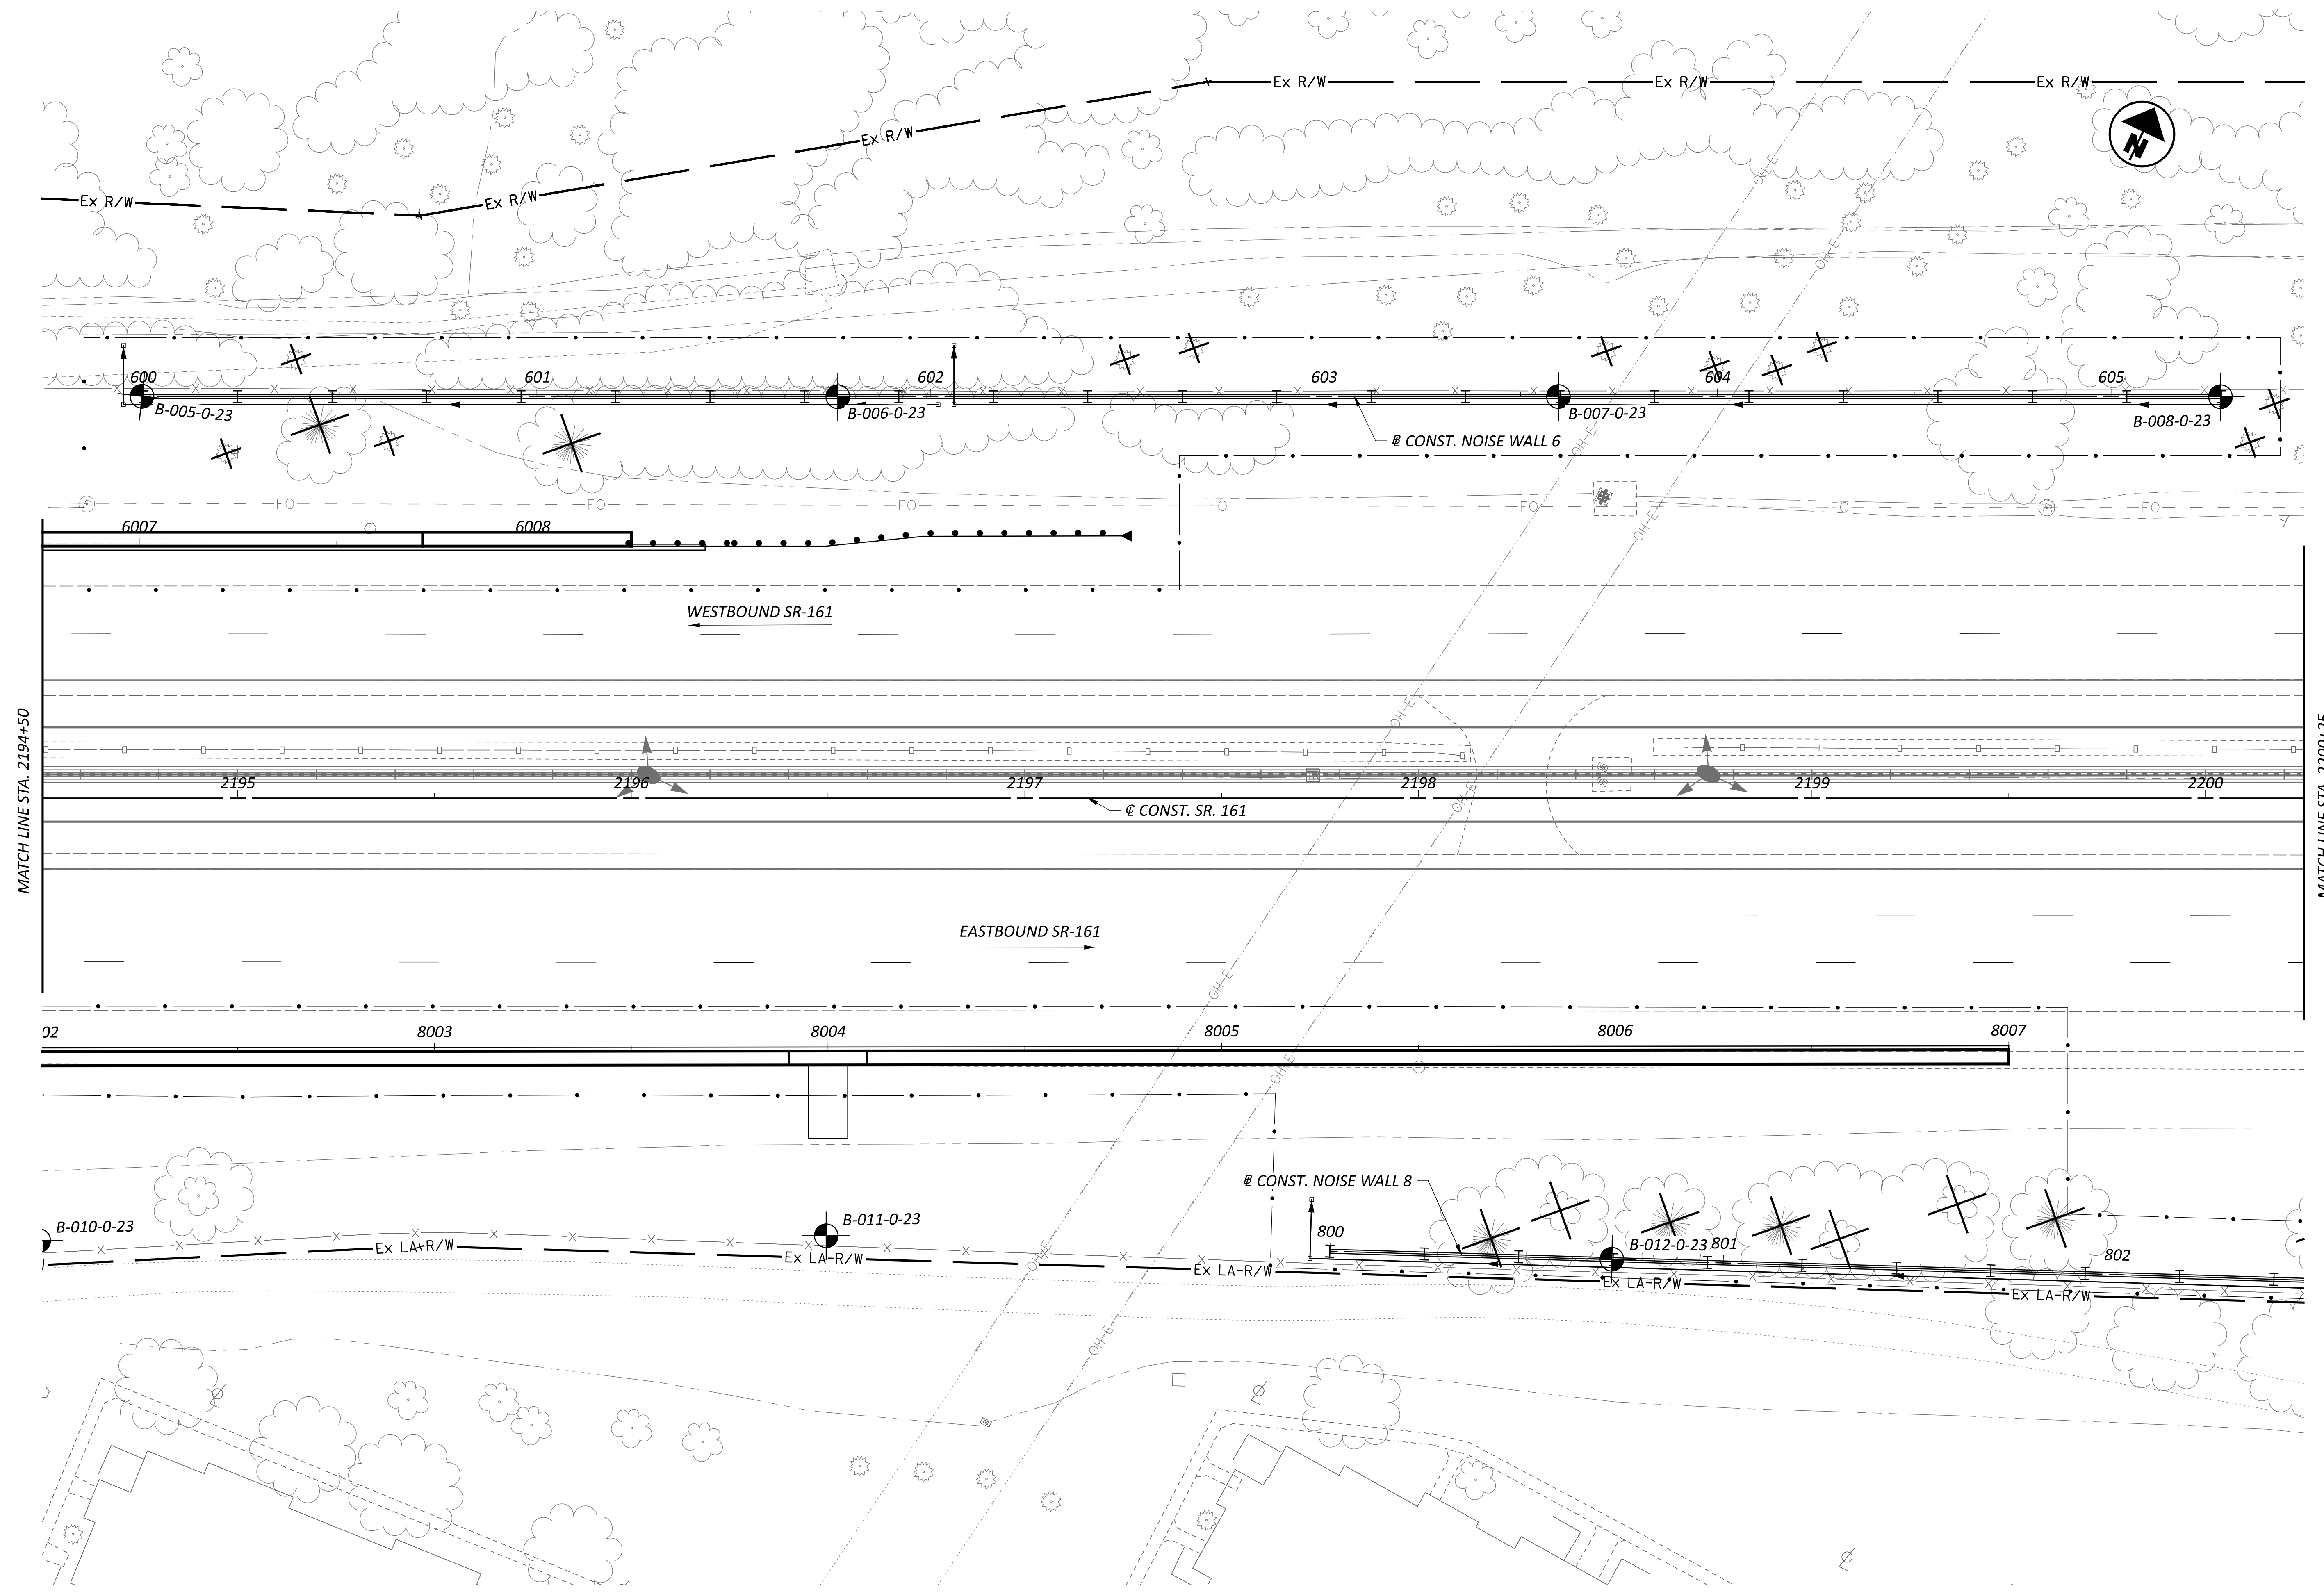 Ex R/W
Ex R/W
Ex R/W
Ex R/W
Ex R/W
Ex R/W
N
OH-E
OH-E
600
601
602
603
604
605
B-005-0-23
B-006-0-23
B-007-0-23
B-008-0-23
₧ CONST. NOISE WALL 6
OH-E
FO
FO
FO
FO
FO
FO
FO
6007
6008
OH-E
WESTBOUND SR-161
OH-E
MATCH LINE STA. 2194+50
2195
2196
2197
2198
2199
2200
OH-E
℄ CONST. SR. 161
EASTBOUND SR-161
OH-E
02
8003
8004
8005
8006
8007
OH-E
₧ CONST. NOISE WALL 8
B-010-0-23
B-011-0-23
800
B-012-0-23
801
802
Ex LA-R/W
Ex LA-R/W
Ex LA-R/W
Ex LA-R/W
Ex LA-R/W
OH-E
OH-E